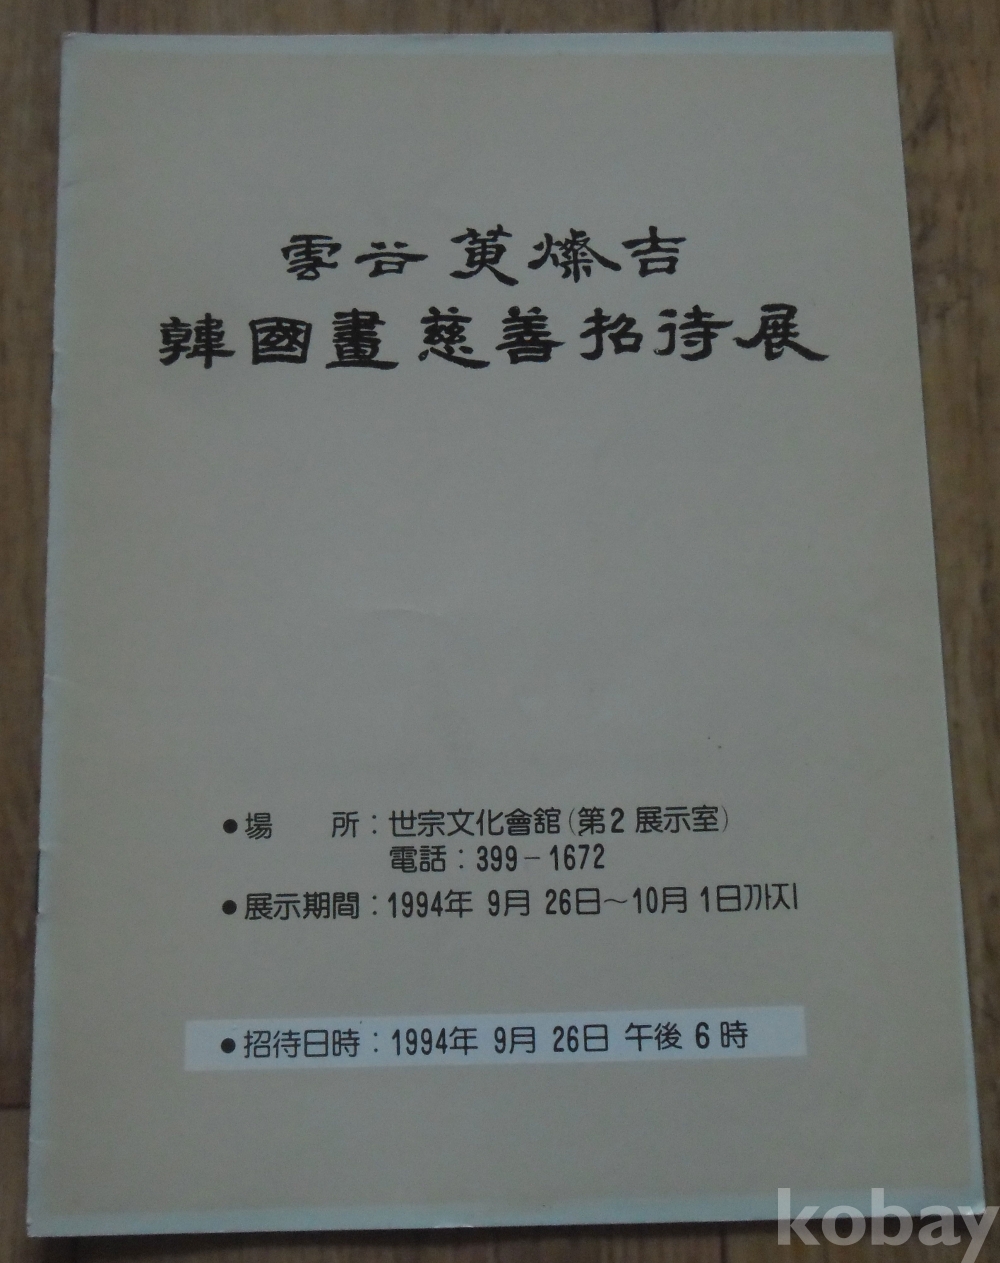 雲谷 黃燦吉
韓國畫慈善招待展
● 場 所 : 世宗文化會舘 (第2 展示室)
電話 : 399-1672
● 展示期間 : 1994年 9月 26日~10月 1日까지
● 招待日時 : 1994年 9月 26日 午後 6時
kobay